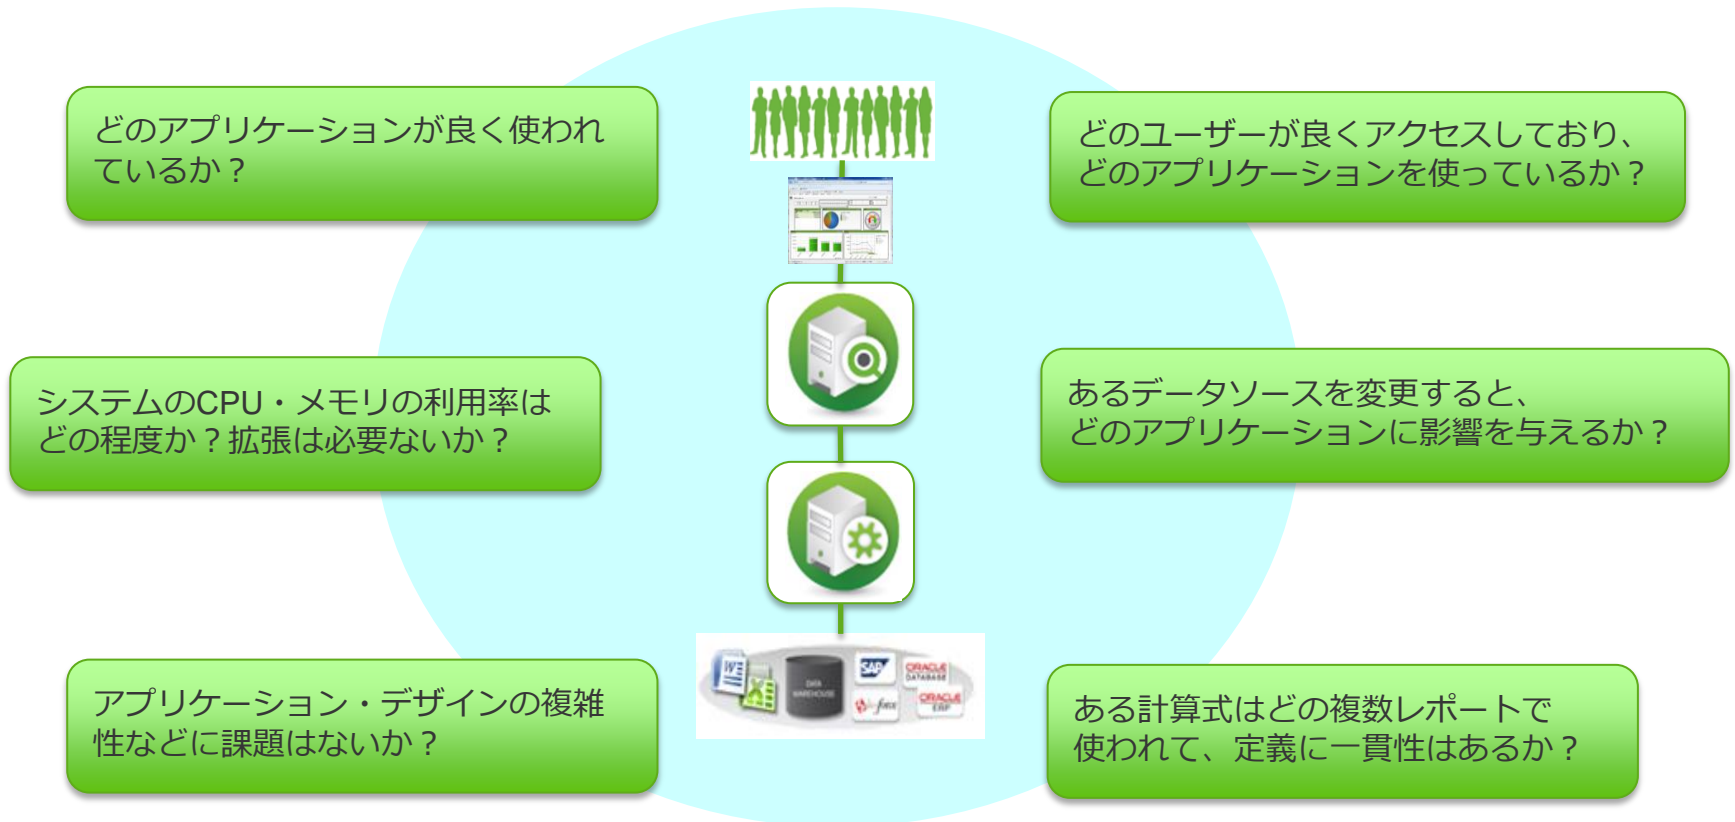 どのアプリケーションが良く使われ
ているか？
どのユーザーが良くアクセスしており、
どのアプリケーションを使っているか？
システムのCPU・メモリの利用率は
どの程度か？拡張は必要ないか？
あるデータソースを変更すると、
どのアプリケーションに影響を与えるか？
アプリケーション・デザインの複雑
性などに課題はないか？
ある計算式はどの複数レポートで
使われて、定義に一貫性はあるか？
DATA
WAREHOUSE
SAP
ORACLE
DATABASE
ORACLE
ERP